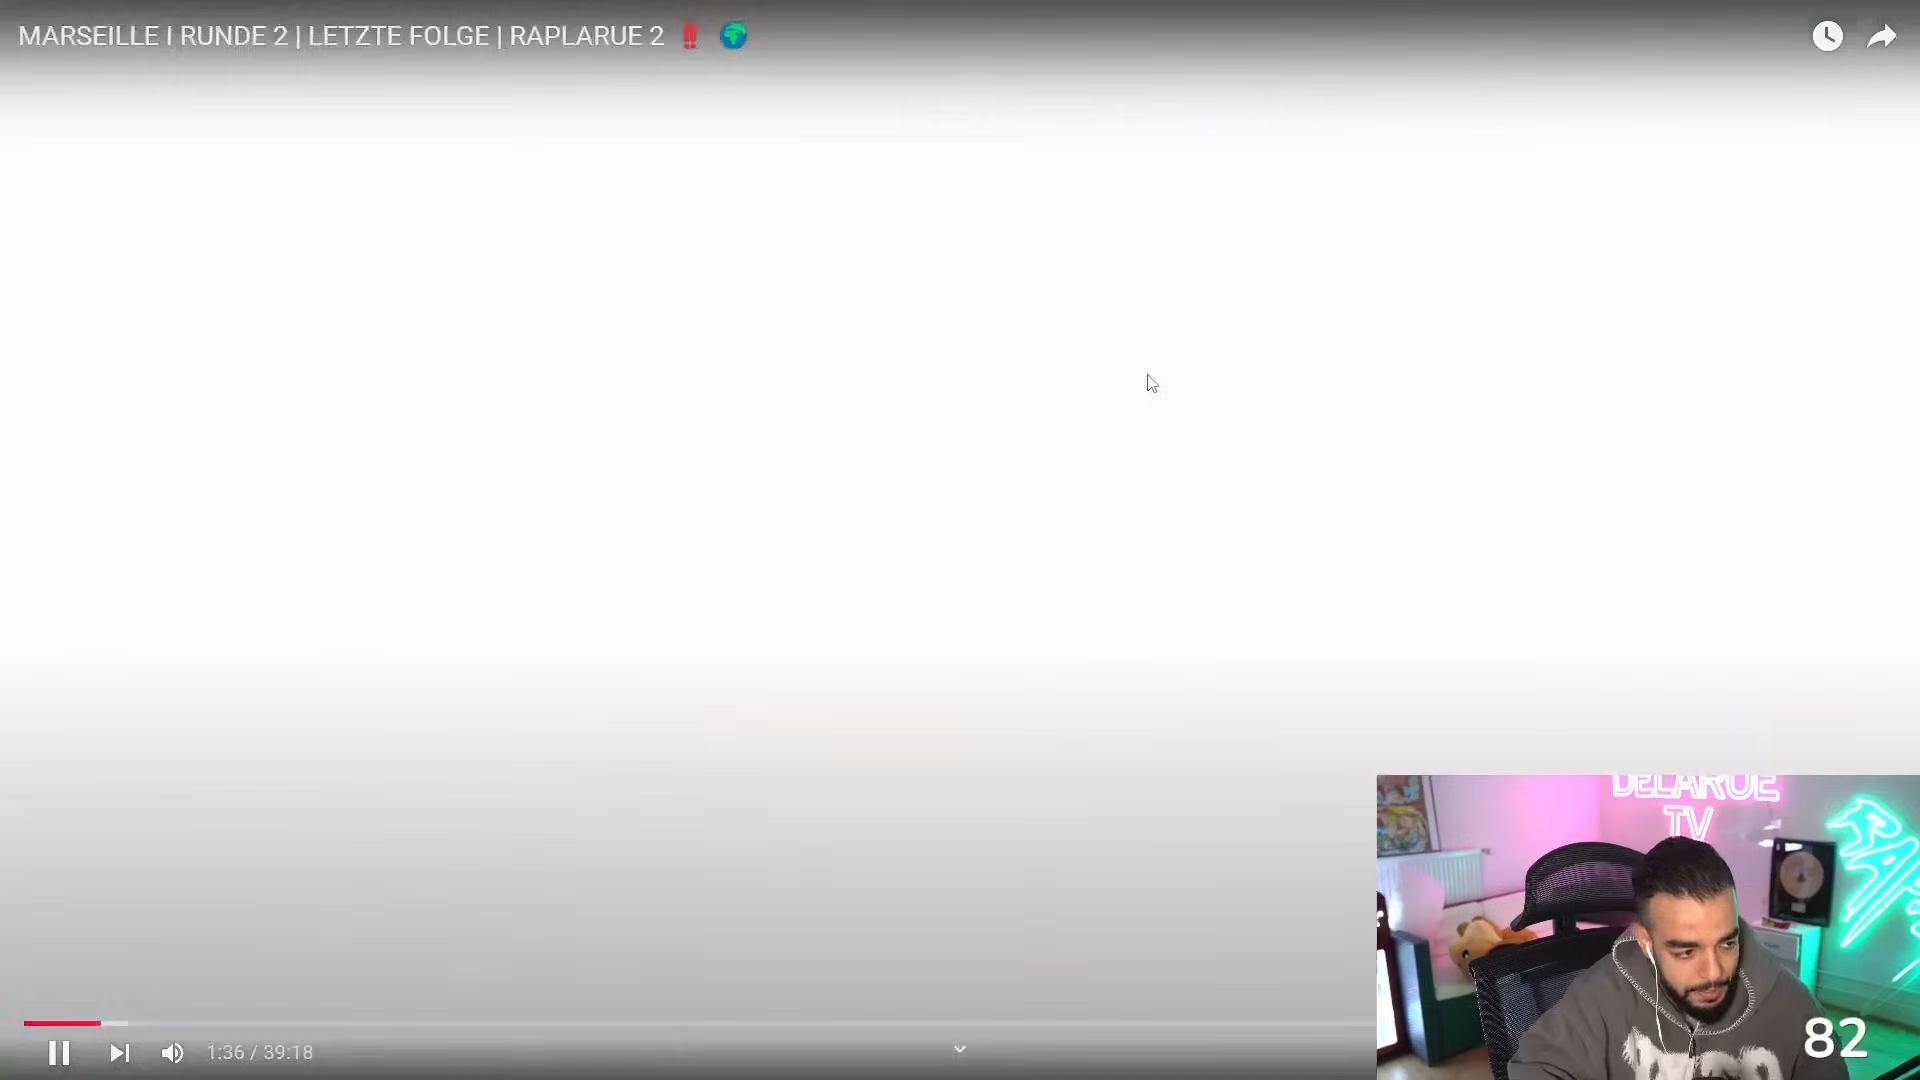 MARSEILLE I RUNDE 2 | LETZTE FOLGE | RAPLARUE 2 ‼️ 🌍
DELARUE
TV
82
1:36 / 39:18